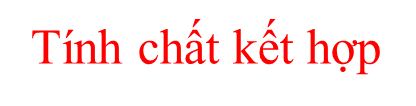 Tính chất kết hợp